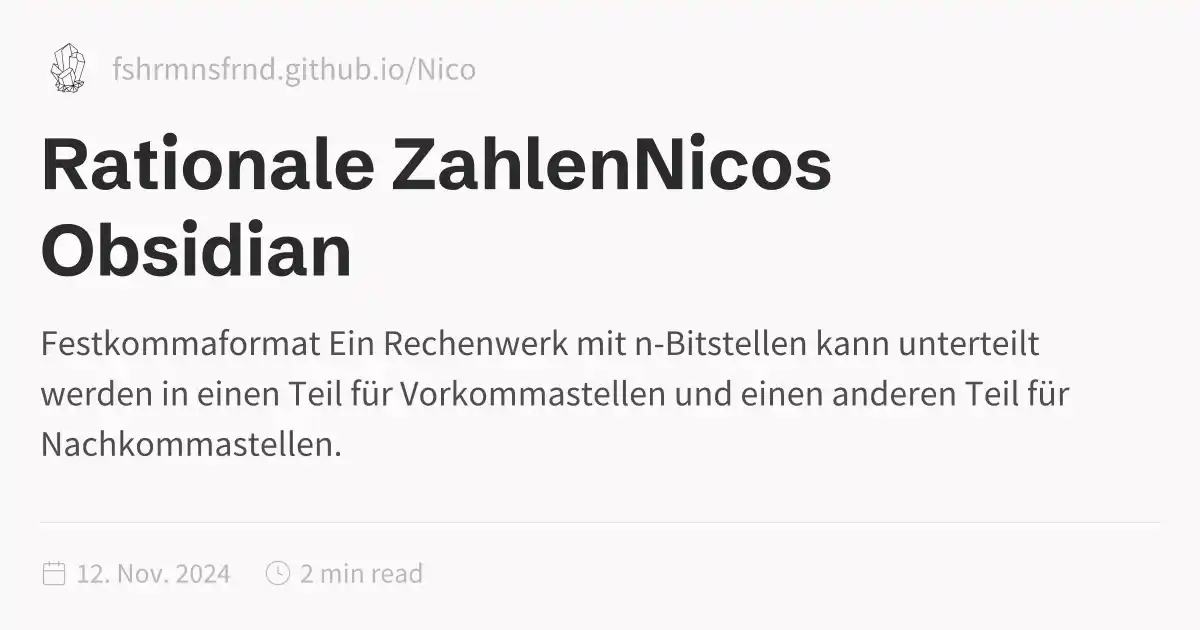 fshrmnsfrnd.github.io/Nico
Rationale ZahlenNicos
Obsidian
Festkommaformat Ein Rechenwerk mit n-Bitstellen kann unterteilt
werden in einen Teil für Vorkommastellen und einen anderen Teil für
Nachkommastellen.
12. Nov. 2024 2 min read